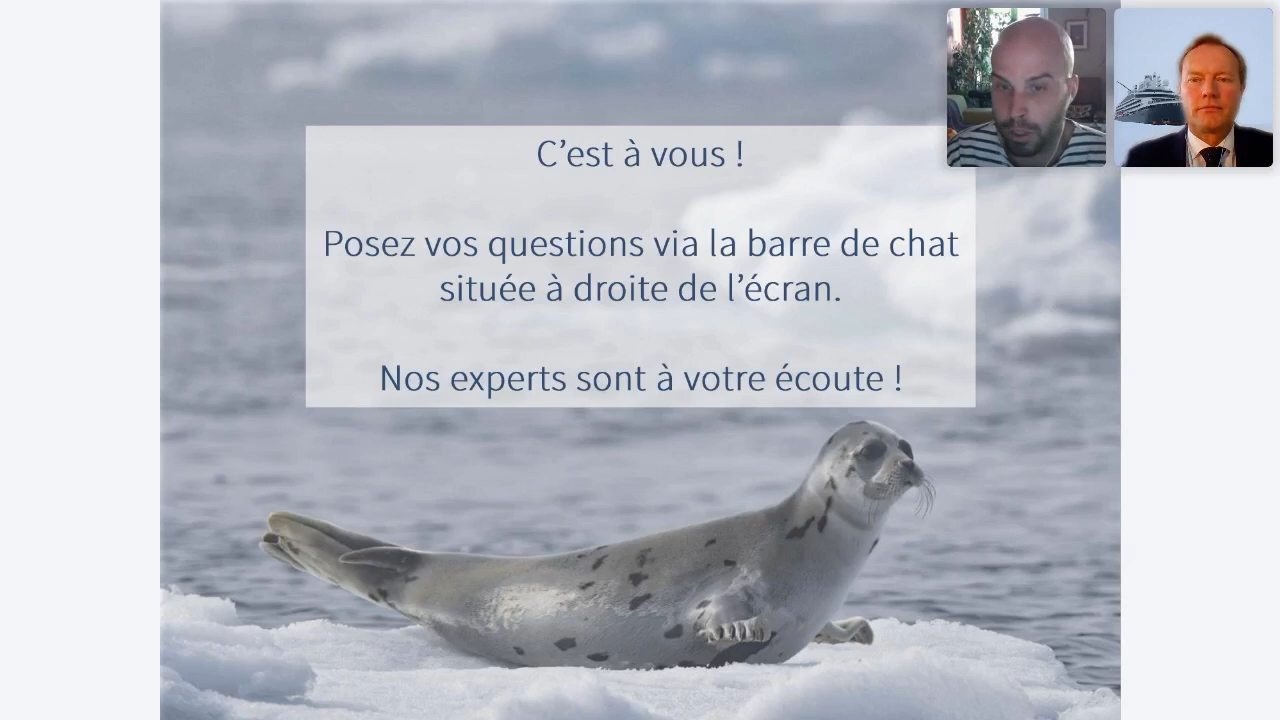 C’est à vous !
Posez vos questions via la barre de chat
située à droite de l’écran.
Nos experts sont à votre écoute !